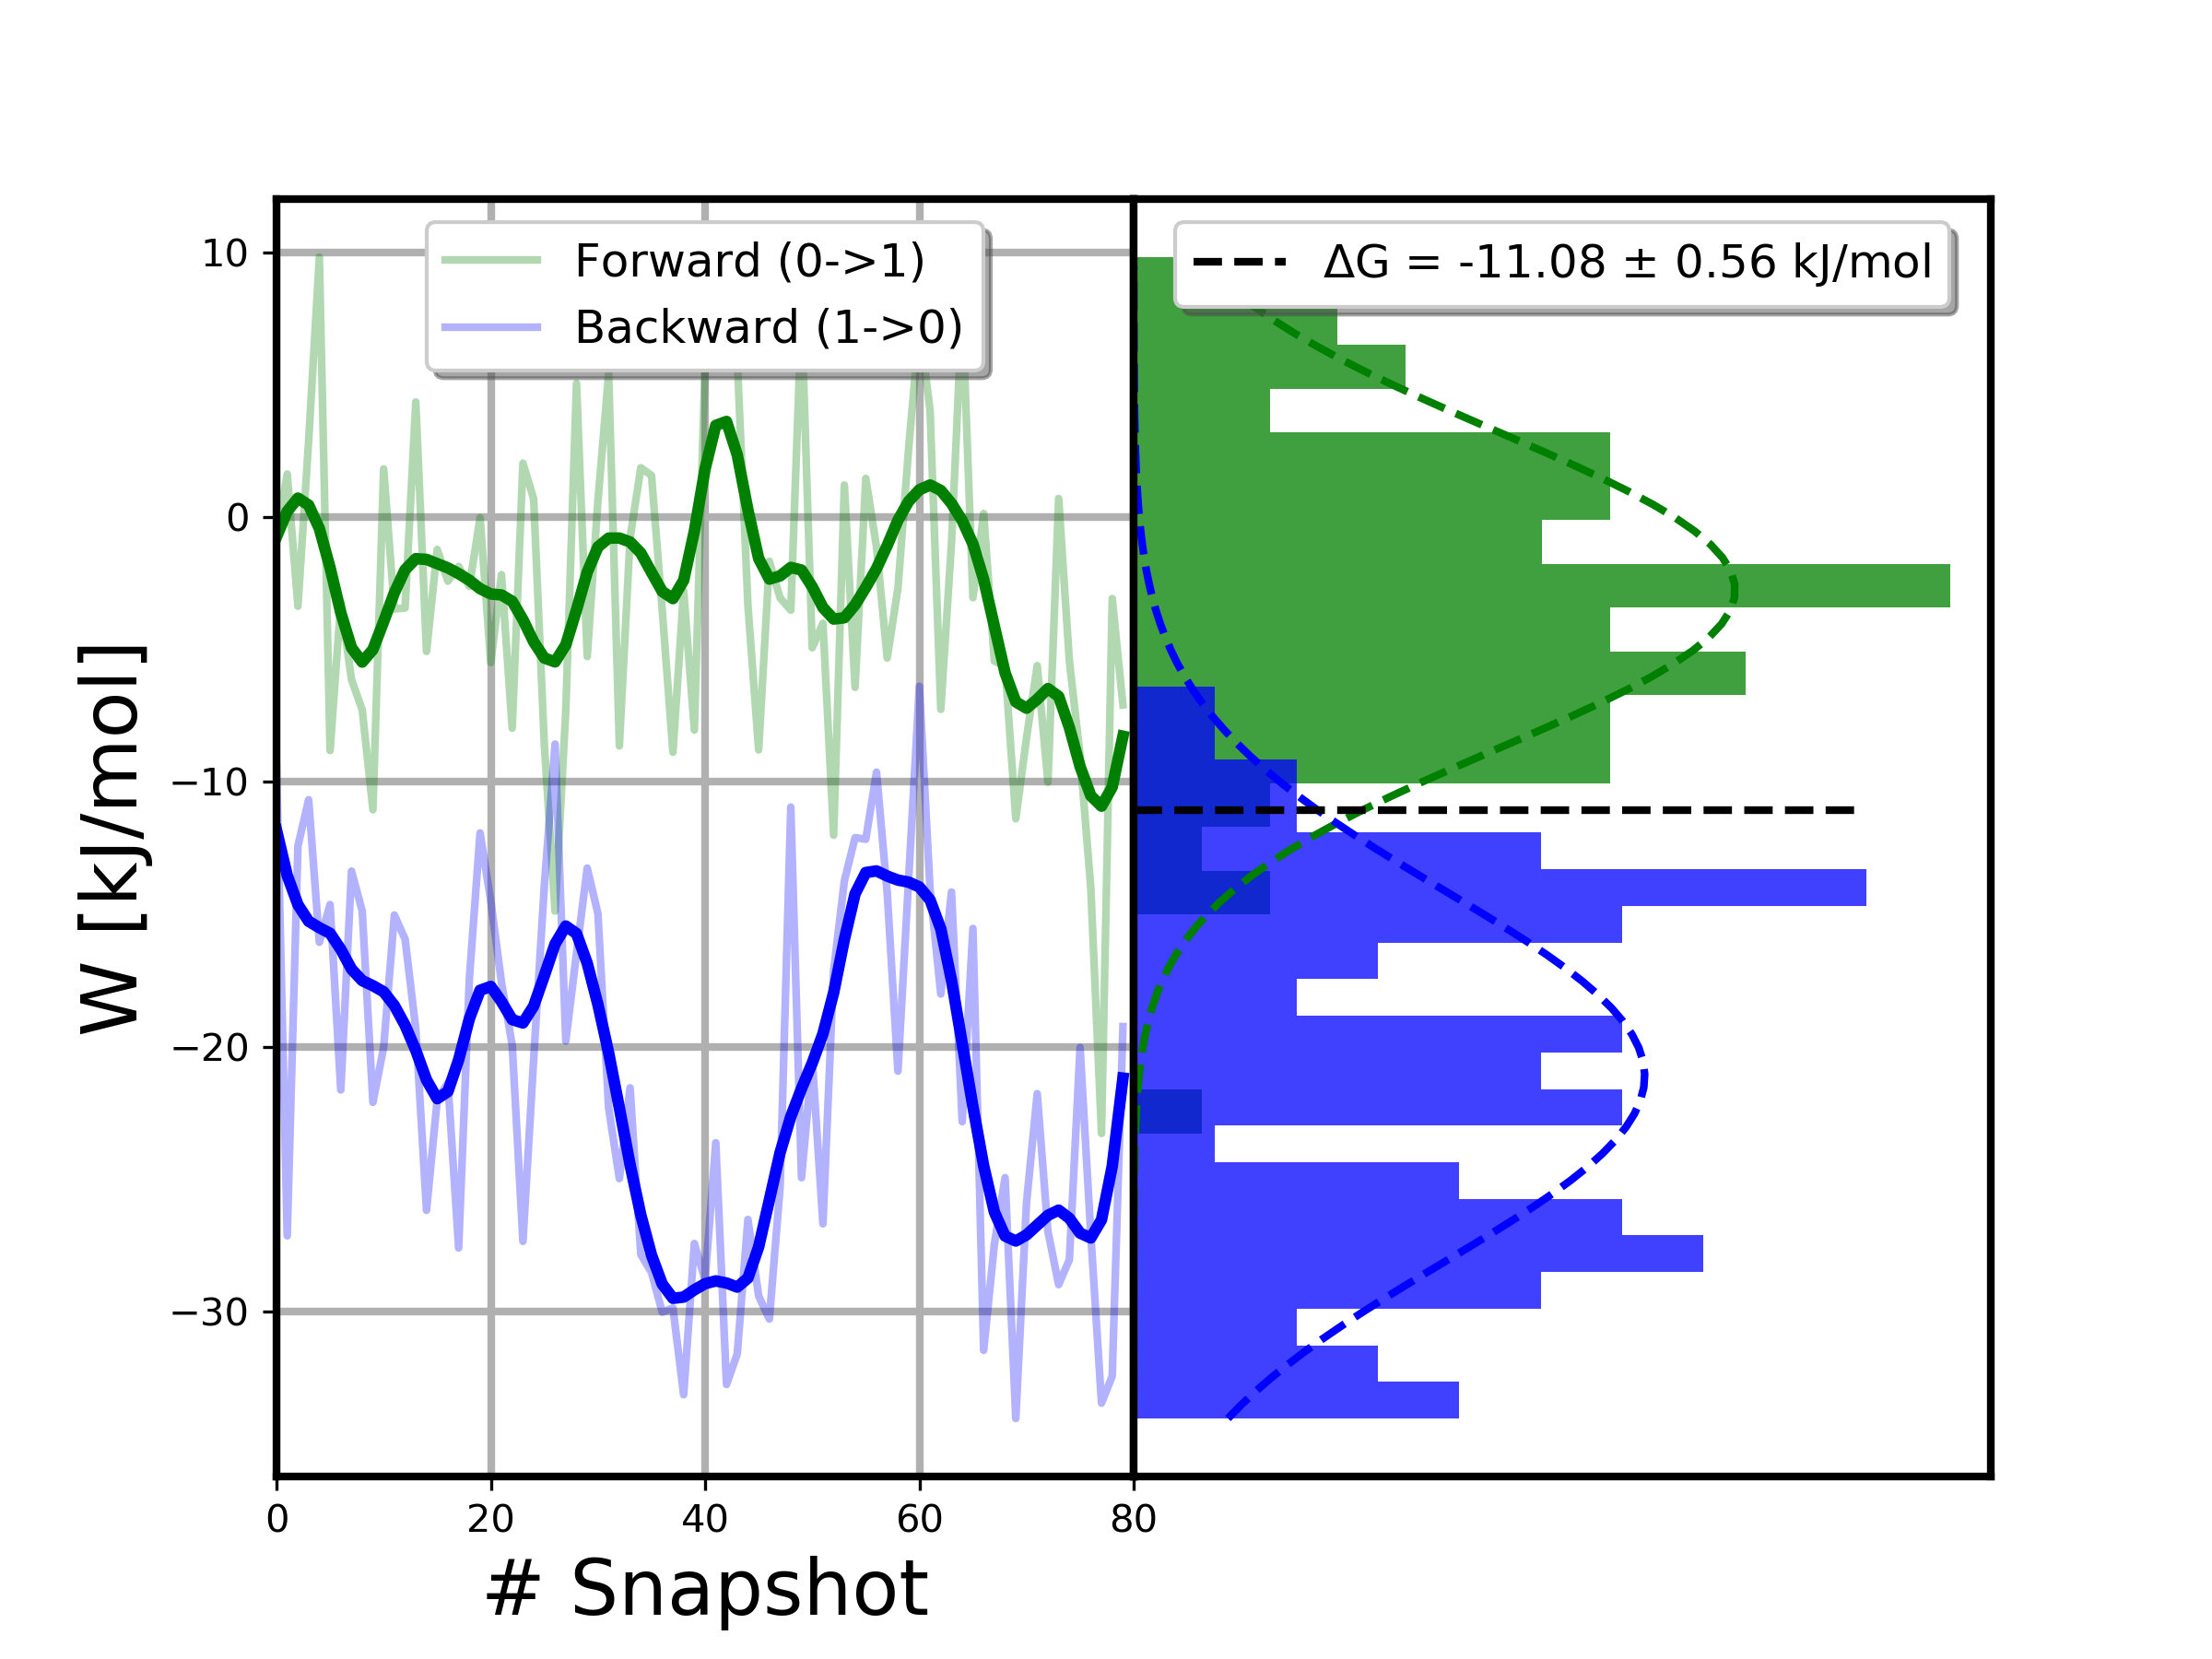 Forward (0->1)
Backward (1->0)
ΔG = -11.08 ± 0.56 kJ/mol
10
0
−10
−20
−30
W [kJ/mol]
0 20 40 60 80
# Snapshot